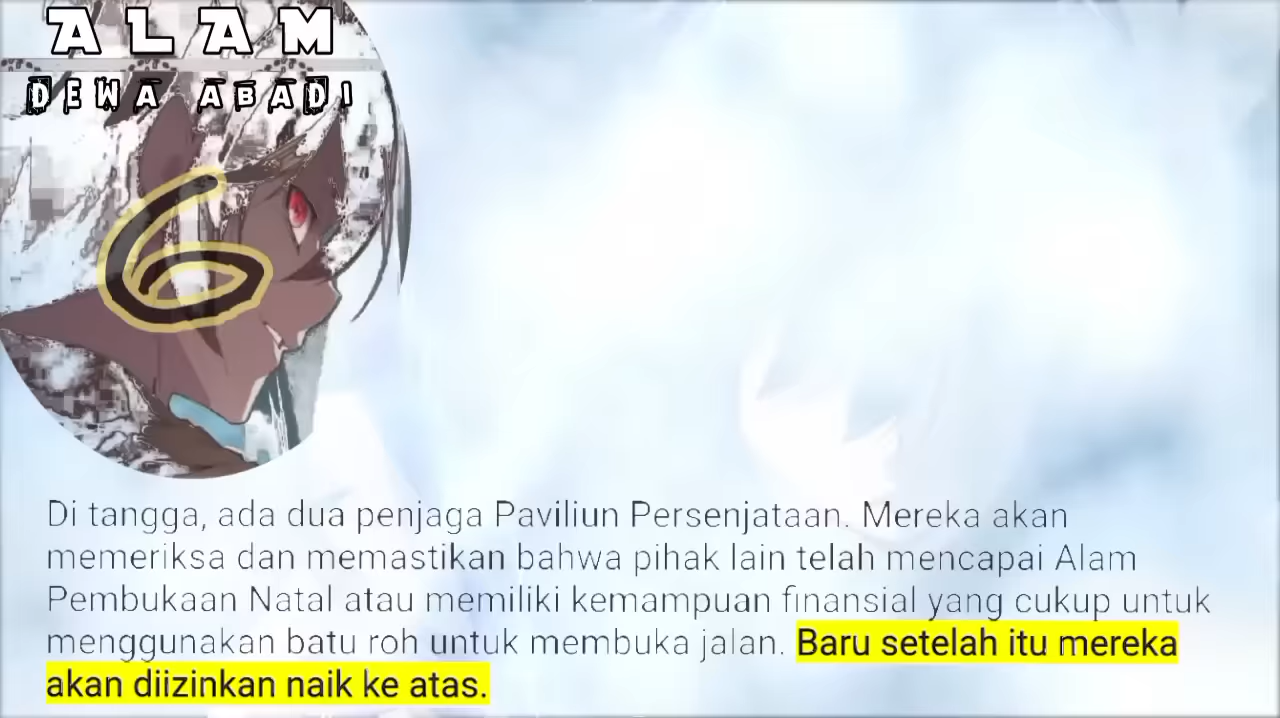 ALAM
DEWA ABADI
6
Di tangga, ada dua penjaga Paviliun Persenjataan. Mereka akan
memeriksa dan memastikan bahwa pihak lain telah mencapai Alam
Pembukaan Natal atau memiliki kemampuan finansial yang cukup untuk
menggunakan batu roh untuk membuka jalan. Baru setelah itu mereka
akan diizinkan naik ke atas.